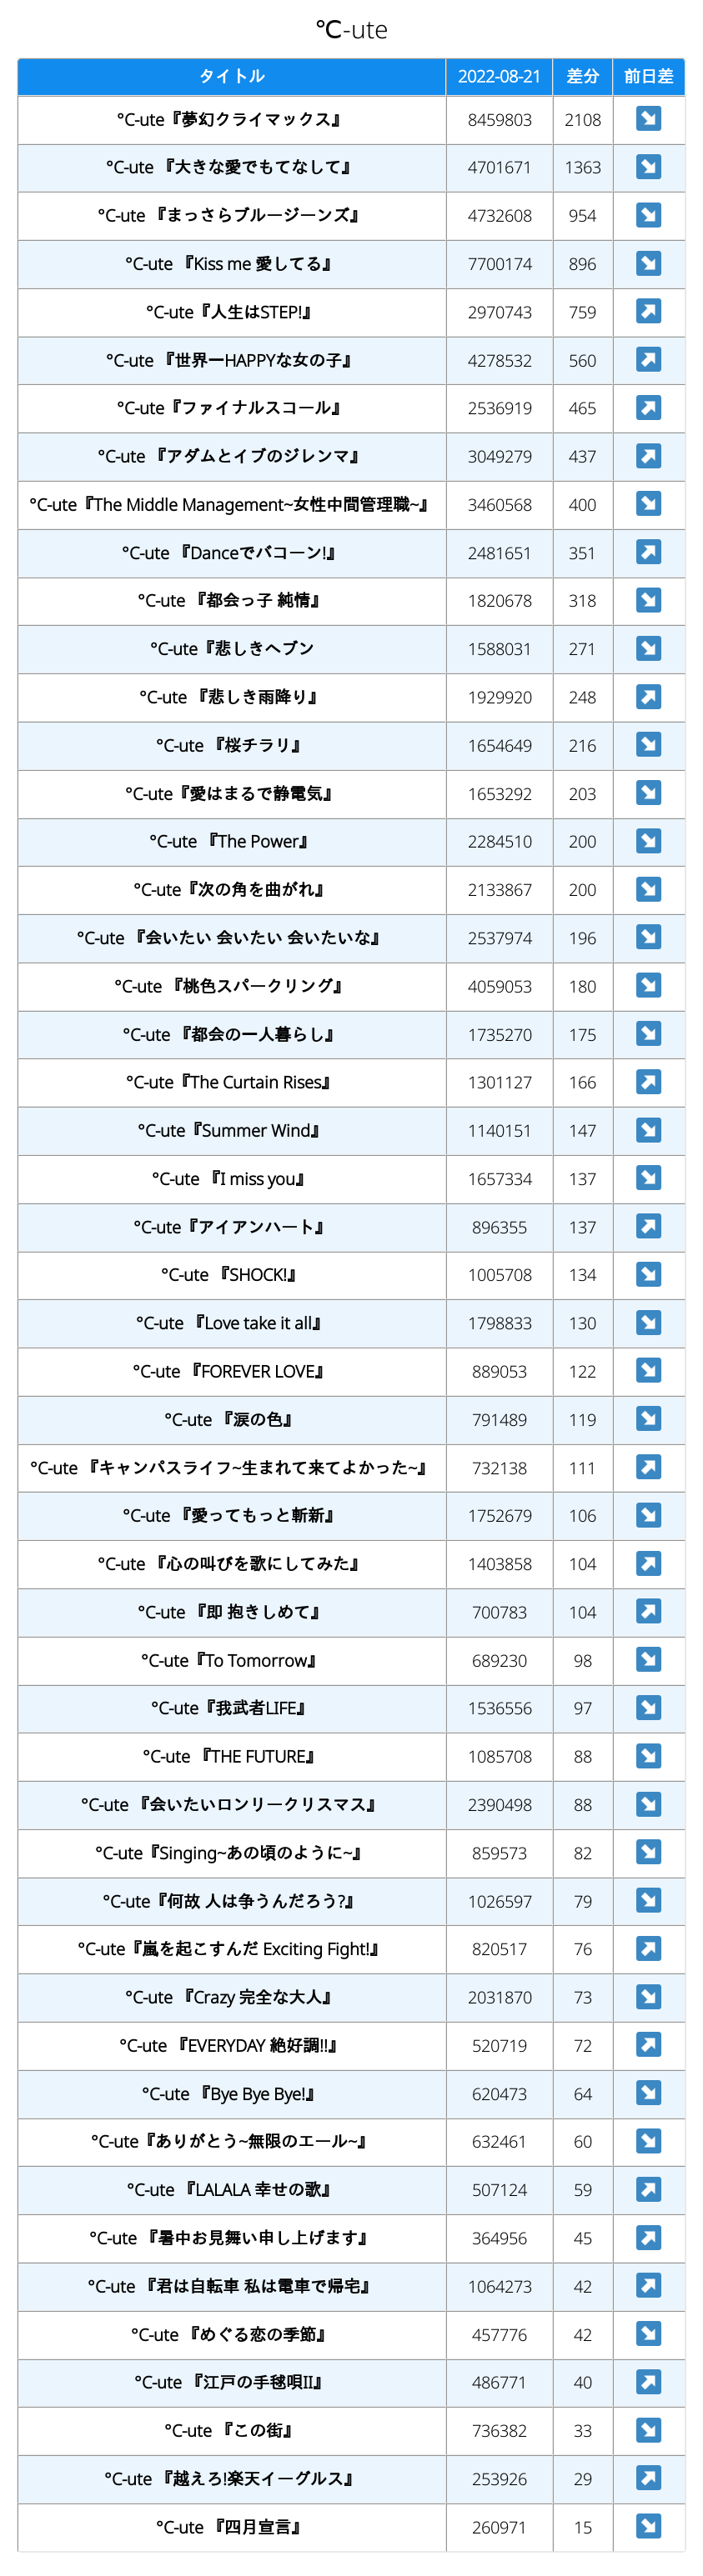 ℃-ute
タイトル 2022-08-21 差分 前日差
°C-ute『夢幻クライマックス』 8459803 2108 ↘
°C-ute 『大きな愛でもてなして』 4701671 1363 ↘
°C-ute 『まっさらブルージーンズ』 4732608 954 ↘
°C-ute 『Kiss me 愛してる』 7700174 896 ↘
°C-ute『人生はSTEP!』 2970743 759 ↗
°C-ute 『世界一HAPPYな女の子』 4278532 560 ↗
°C-ute『ファイナルスコール』 2536919 465 ↗
°C-ute 『アダムとイブのジレンマ』 3049279 437 ↗
°C-ute『The Middle Management~女性中間管理職~』 3460568 400 ↘
°C-ute 『Danceでバコーン!』 2481651 351 ↗
°C-ute 『都会っ子 純情』 1820678 318 ↘
°C-ute『悲しきヘブン 1588031 271 ↘
°C-ute 『悲しき雨降り』 1929920 248 ↗
°C-ute 『桜チラリ』 1654649 216 ↘
°C-ute『愛はまるで静電気』 1653292 203 ↘
°C-ute 『The Power』 2284510 200 ↘
°C-ute『次の角を曲がれ』 2133867 200 ↘
°C-ute 『会いたい 会いたい 会いたいな』 2537974 196 ↘
°C-ute 『桃色スパークリング』 4059053 180 ↘
°C-ute 『都会の一人暮らし』 1735270 175 ↘
°C-ute『The Curtain Rises』 1301127 166 ↗
°C-ute『Summer Wind』 1140151 147 ↘
°C-ute 『I miss you』 1657334 137 ↘
°C-ute『アイアンハート』 896355 137 ↗
°C-ute 『SHOCK!』 1005708 134 ↘
°C-ute 『Love take it all』 1798833 130 ↘
°C-ute 『FOREVER LOVE』 889053 122 ↘
°C-ute 『涙の色』 791489 119 ↘
°C-ute 『キャンパスライフ~生まれて来てよかった~』 732138 111 ↗
°C-ute 『愛ってもっと斬新』 1752679 106 ↘
°C-ute 『心の叫びを歌にしてみた』 1403858 104 ↗
°C-ute 『即 抱きしめて』 700783 104 ↗
°C-ute『To Tomorrow』 689230 98 ↘
°C-ute『我武者LIFE』 1536556 97 ↘
°C-ute 『THE FUTURE』 1085708 88 ↘
°C-ute 『会いたいロンリークリスマス』 2390498 88 ↘
°C-ute『Singing~あの頃のように~』 859573 82 ↘
°C-ute『何故 人は争うんだろう?』 1026597 79 ↘
°C-ute『嵐を起こすんだ Exciting Fight!』 820517 76 ↗
°C-ute 『Crazy 完全な大人』 2031870 73 ↘
°C-ute 『EVERYDAY 絶好調!!』 520719 72 ↗
°C-ute 『Bye Bye Bye!』 620473 64 ↘
°C-ute『ありがとう~無限のエール~』 632461 60 ↘
°C-ute 『LALALA 幸せの歌』 507124 59 ↗
°C-ute 『暑中お見舞い申し上げます』 364956 45 ↗
°C-ute 『君は自転車 私は電車で帰宅』 1064273 42 ↗
°C-ute 『めぐる恋の季節』 457776 42 ↘
°C-ute 『江戸の手毬唄II』 486771 40 ↗
°C-ute 『この街』 736382 33 ↘
°C-ute 『越えろ!楽天イーグルス』 253926 29 ↗
°C-ute 『四月宣言』 260971 15 ↘